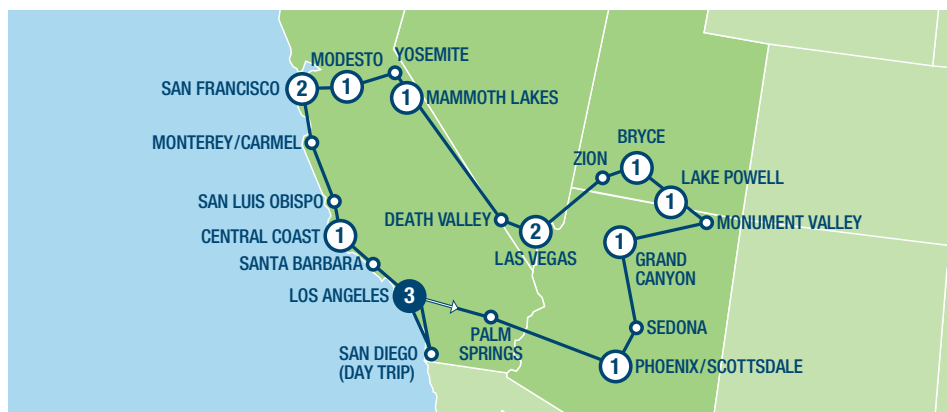 MODESTO
YOSEMITE
SAN FRANCISCO
2
1
1
MAMMOTH LAKES
MONTEREY/CARMEL
BRYCE
ZION
1
LAKE POWELL
SAN LUIS OBISPO
1
DEATH VALLEY
MONUMENT VALLEY
CENTRAL COAST
1
2
LAS VEGAS
1
GRAND
CANYON
SANTA BARBARA
LOS ANGELES
3
PALM
SPRINGS
SEDONA
SAN DIEGO
(DAY TRIP)
1
PHOENIX/SCOTTSDALE